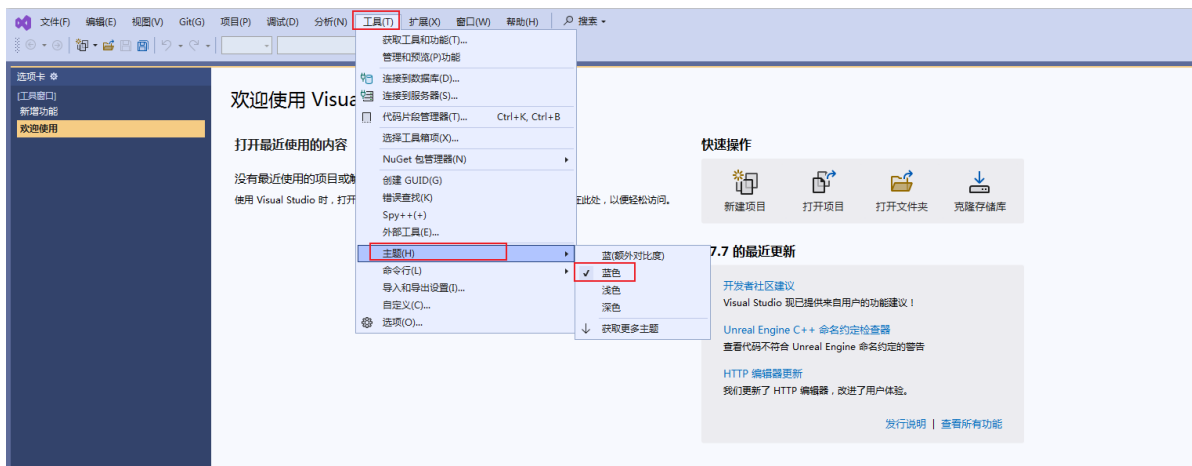 文件(F) 编辑(E) 视图(V) Git(G) 项目(P) 调试(D) 分析(N) 工具(T) 扩展(X) 窗口(W) 帮助(H) 搜索
选项卡
[工具窗口]
新增功能
欢迎使用
欢迎使用 Visua
打开最近使用的内容
没有最近使用的项目或
使用 Visual Studio 时，打开
在此处，以便轻松访问。
获取工具和功能(T)...
管理和预览(P)功能
连接到数据库(D)...
连接到服务器(S)...
代码片段管理器(T)... Ctrl+K, Ctrl+B
选择工具箱项(X)...
NuGet 包管理器(N)
创建 GUID(G)
错误查找(K)
Spy++(+)
外部工具(E)...
主题(H)
命令行(L)
导入和导出设置(I)...
自定义(C)...
选项(O)...
蓝(额外对比度)
蓝色
浅色
深色
获取更多主题
快速操作
新建项目 打开项目 打开文件夹 克隆存储库
7.7 的最近更新
开发者社区建议
Visual Studio 现已提供来自用户的功能建议！
Unreal Engine C++ 命名约定检查器
查看代码不符合 Unreal Engine 命名约定的警告
HTTP 编辑器更新
我们更新了 HTTP 编辑器，改进了用户体验。
发行说明 | 查看所有功能